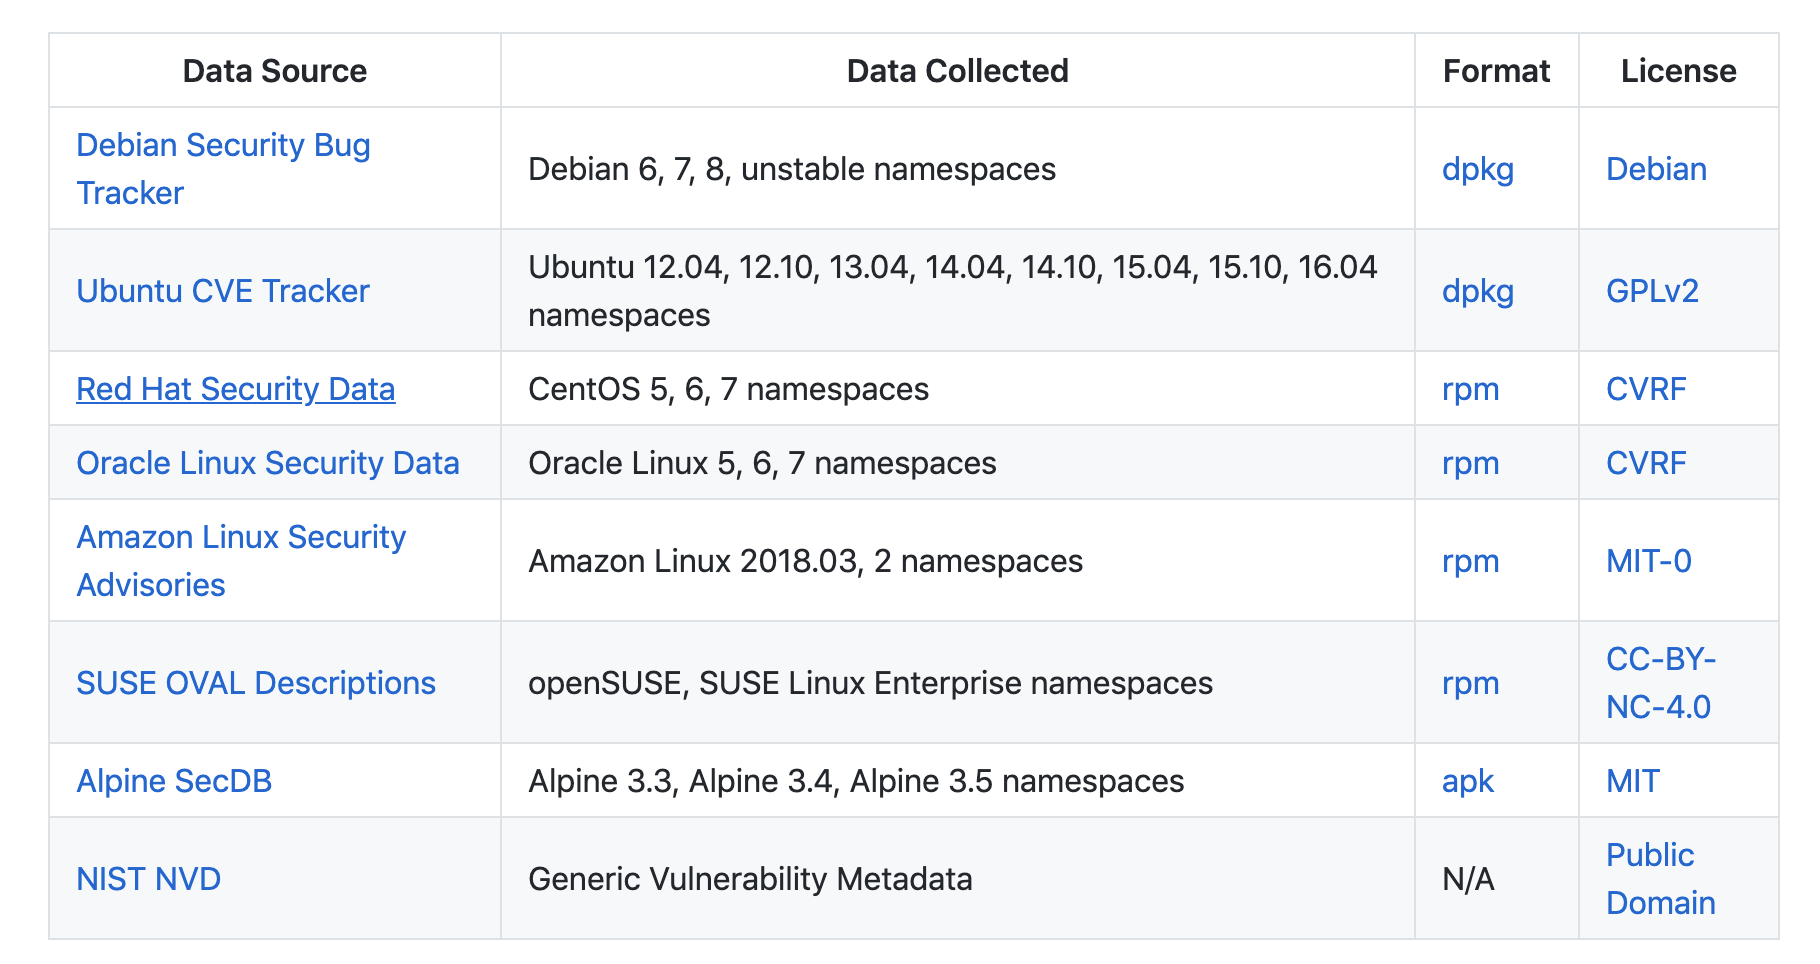 Data Source Data Collected Format License
Debian Security Bug
Tracker
Debian 6, 7, 8, unstable namespaces
dpkg
Debian
Ubuntu CVE Tracker
Ubuntu 12.04, 12.10, 13.04, 14.04, 14.10, 15.04, 15.10, 16.04
namespaces
dpkg
GPLv2
Red Hat Security Data
CentOS 5, 6, 7 namespaces
rpm
CVRF
Oracle Linux Security Data
Oracle Linux 5, 6, 7 namespaces
rpm
CVRF
Amazon Linux Security
Advisories
Amazon Linux 2018.03, 2 namespaces
rpm
MIT-0
SUSE OVAL Descriptions
openSUSE, SUSE Linux Enterprise namespaces
rpm
CC-BY-
NC-4.0
Alpine SecDB
Alpine 3.3, Alpine 3.4, Alpine 3.5 namespaces
apk
MIT
NIST NVD
Generic Vulnerability Metadata
N/A
Public
Domain